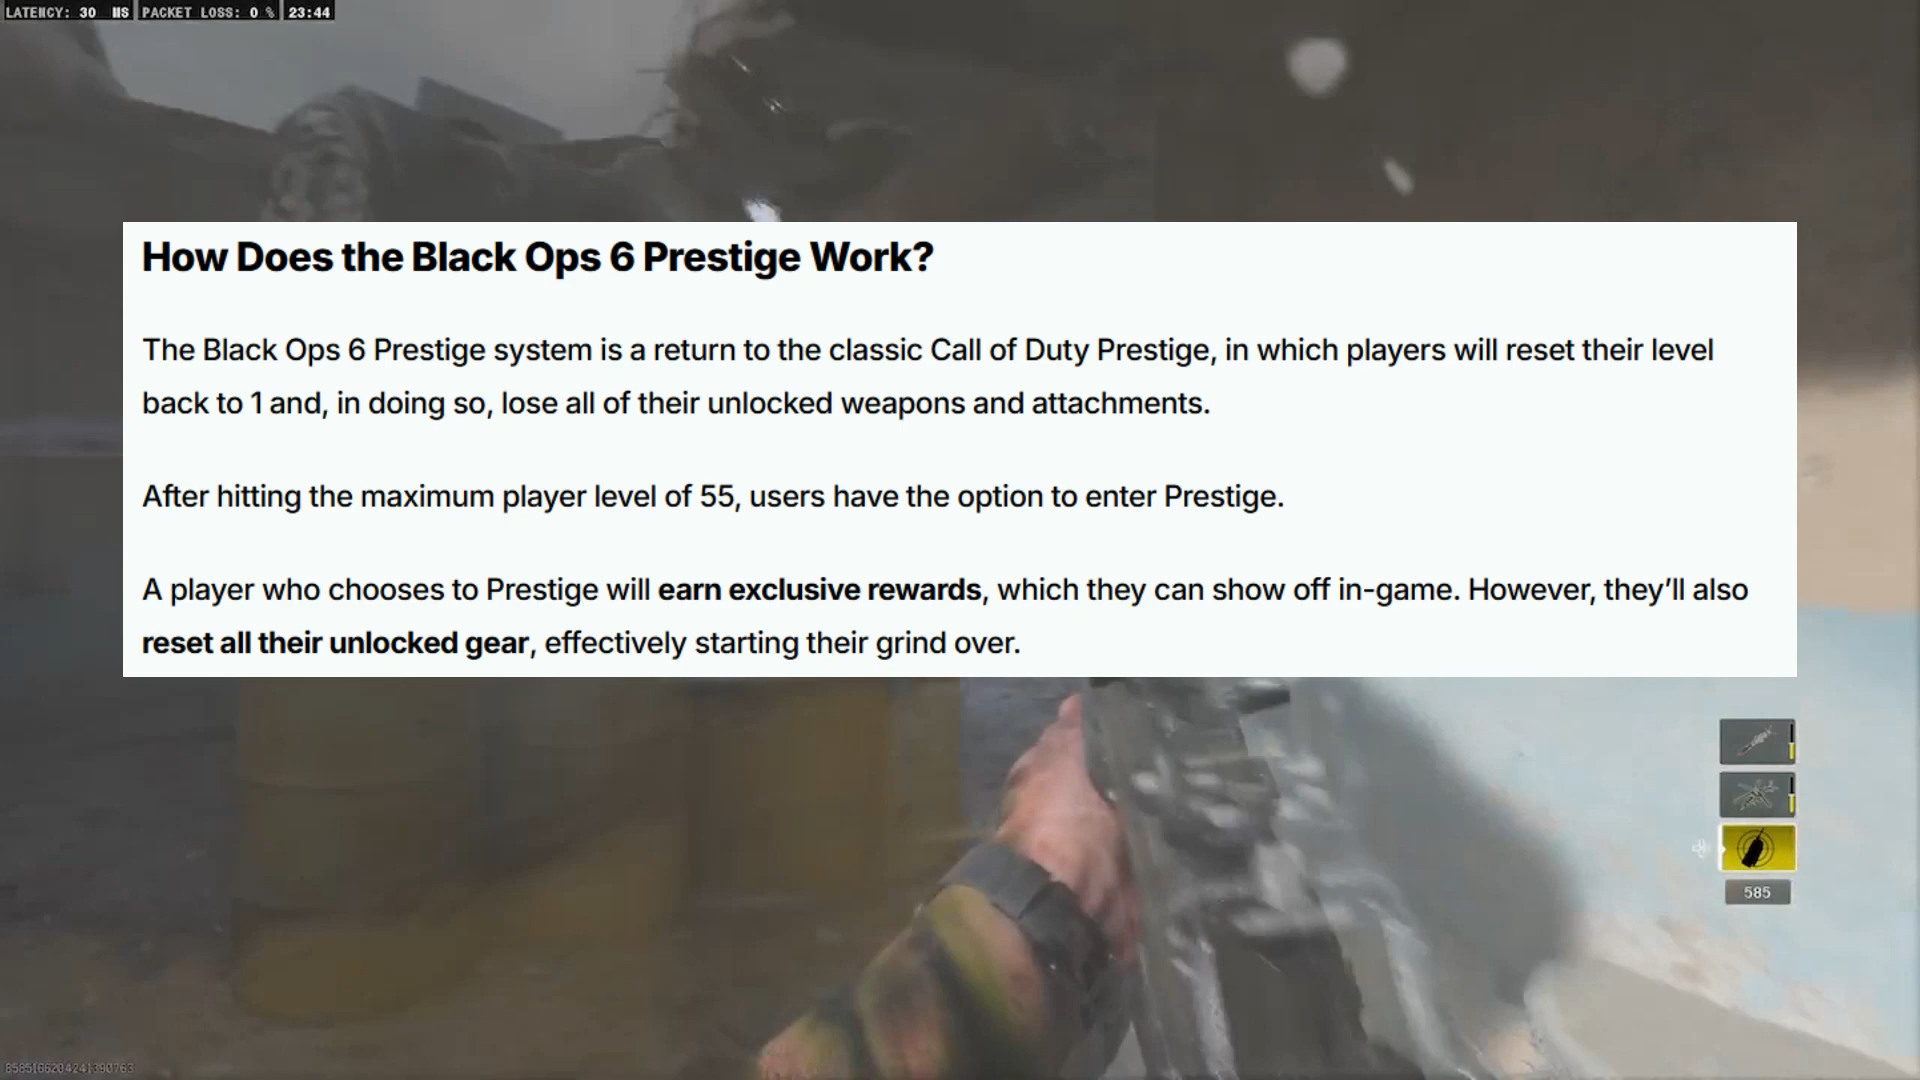 LATENCY: 30 MS PACKET LOSS: 0 % 23:44
How Does the Black Ops 6 Prestige Work?
The Black Ops 6 Prestige system is a return to the classic Call of Duty Prestige, in which players will reset their level
back to 1 and, in doing so, lose all of their unlocked weapons and attachments.
After hitting the maximum player level of 55, users have the option to enter Prestige.
A player who chooses to Prestige will earn exclusive rewards, which they can show off in-game. However, they’ll also
reset all their unlocked gear, effectively starting their grind over.
585